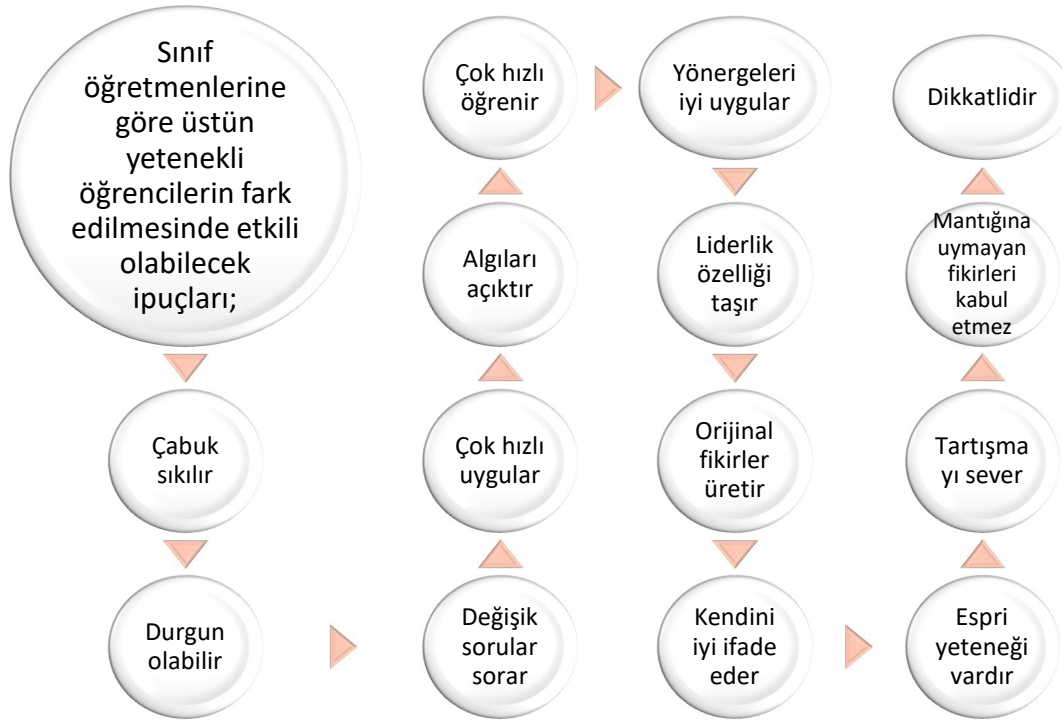 Sınıf
öğretmenlerine
göre üstün
yetenekli
öğrencilerin fark
edilmesinde etkili
olabilecek
ipuçları;
Çabuk
sıkılır
Durgun
olabilir
Değişik
sorular
sorar
Çok hızlı
uygular
Algıları
açıktır
Çok hızlı
öğrenir
Yönergeleri
iyi uygular
Liderlik
özelliği
taşır
Orijinal
fikirler
üretir
Kendini
iyi ifade
eder
Espri
yeteneği
vardır
Tartışma
yı sever
Mantığına
uymayan
fikirleri
kabul
etmez
Dikkatlidir